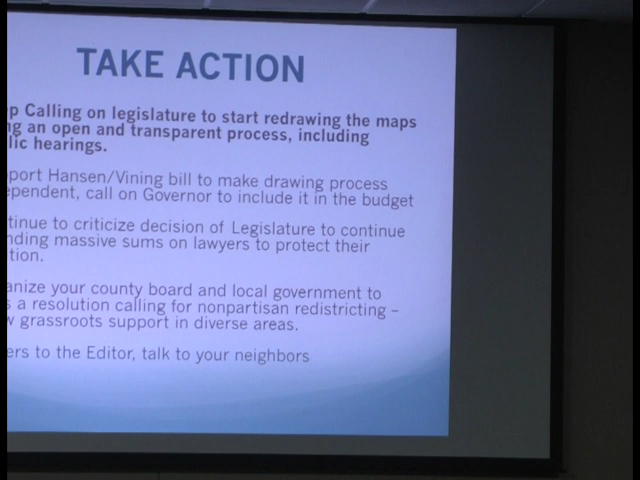 TAKE ACTION
p Calling on legislature to start redrawing the maps
ng an open and transparent process, including
lic hearings.
port Hansen/Vining bill to make drawing process
ependent, call on Governor to include it in the budget
tinue to criticize decision of Legislature to continue
nding massive sums on lawyers to protect their
tion.
anize your county board and local government to
s a resolution calling for nonpartisan redistricting –
w grassroots support in diverse areas.
ers to the Editor, talk to your neighbors